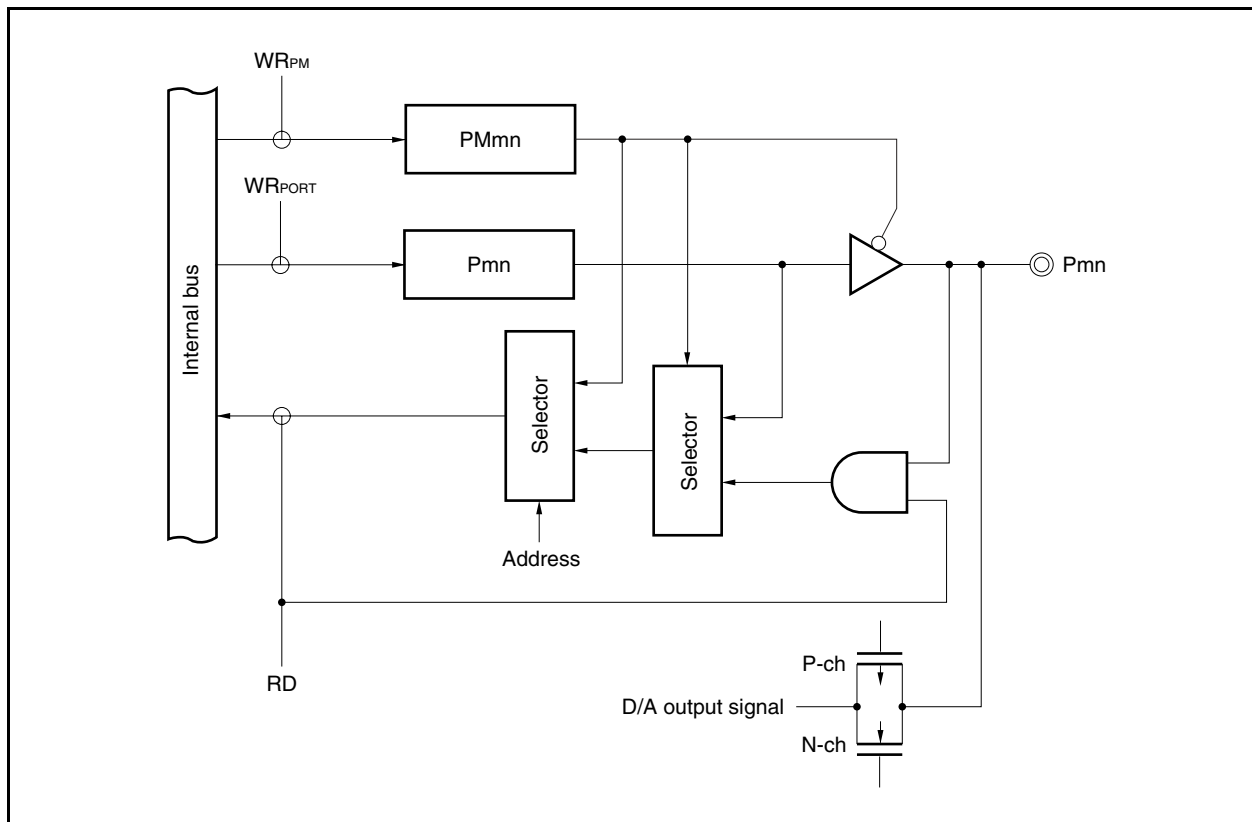 WRPM
PMmn
WRPORT
Pmn
Pmn
Internal bus
Selector
Selector
Address
RD
P-ch
D/A output signal
N-ch